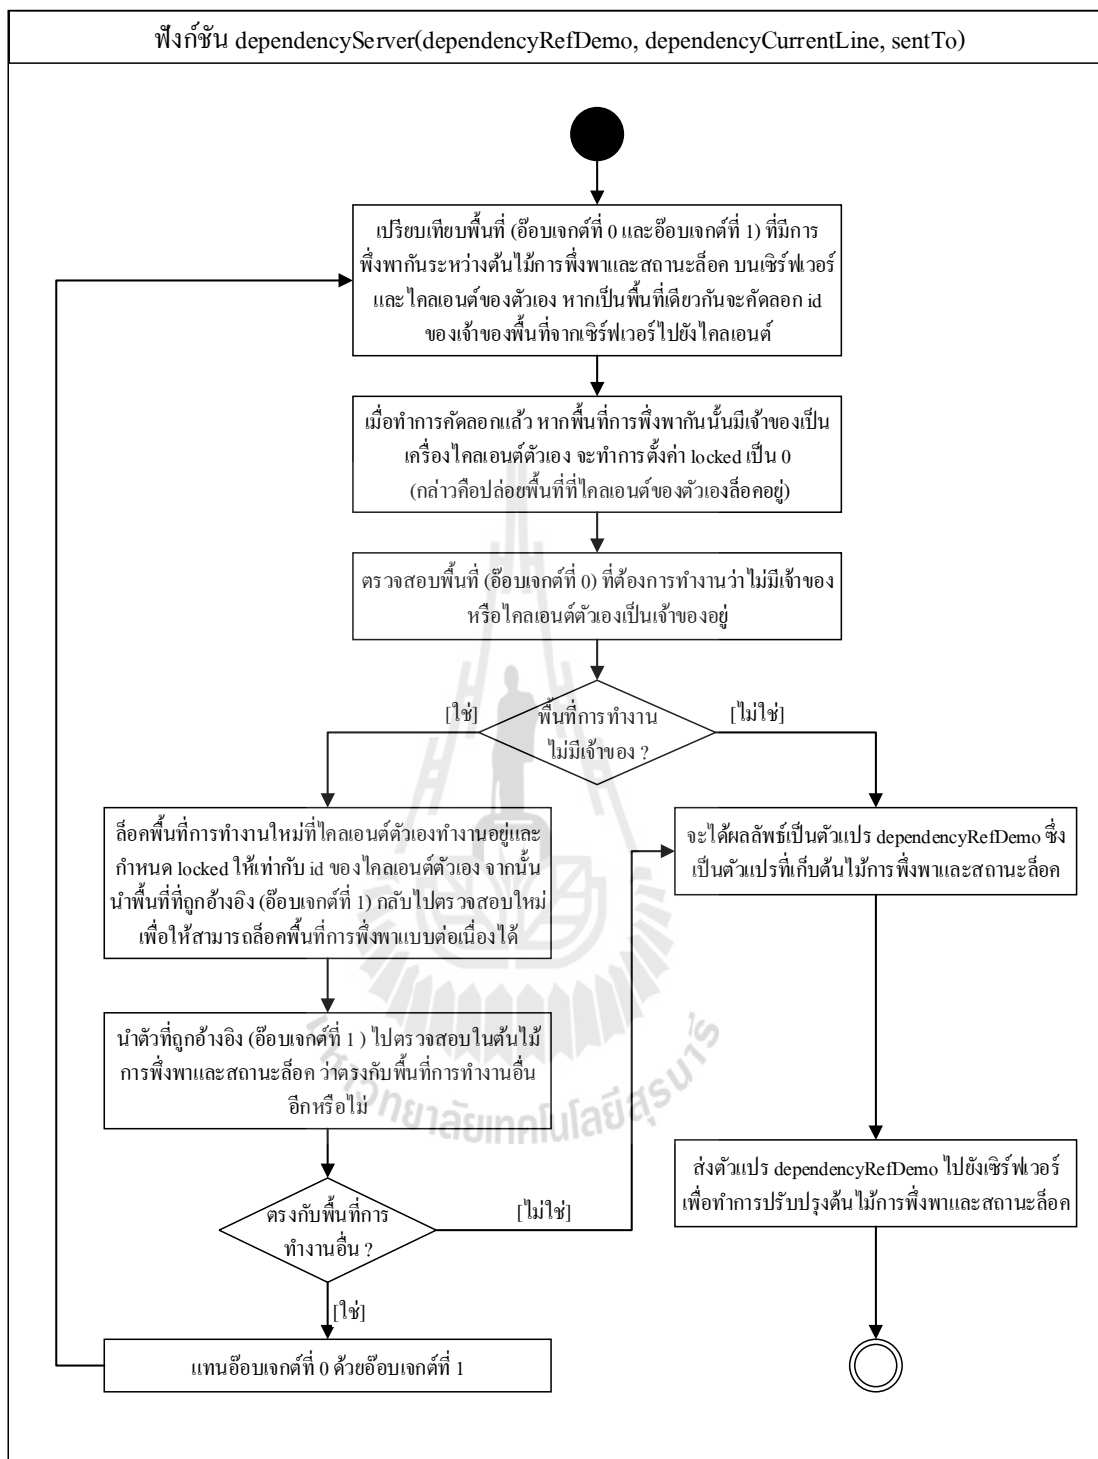 ฟังก์ชัน dependencyServer(dependencyRefDemo, dependencyCurrentLine, sentTo)
เปรียบเทียบพื้นที่ (อ๊อบเจกต์ที่ 0 และอ๊อบเจกต์ที่ 1) ที่มีการ
พึ่งพากันระหว่างต้นไม้การพึ่งพาและสถานะล็อค บนเซิร์ฟเวอร์
และไคลเอนต์ของตัวเอง หากเป็นพื้นที่เดียวกันจะคัดลอก id
ของเจ้าของพื้นที่จากเซิร์ฟเวอร์ไปยังไคลเอนต์
เมื่อทำการคัดลอกแล้ว หากพื้นที่การพึ่งพากันนั้นมีเจ้าของเป็น
เครื่องไคลเอนต์ตัวเอง จะทำการตั้งค่า locked เป็น 0
(กล่าวคือปล่อยพื้นที่ที่ไคลเอนต์ของตัวเองล็อคอยู่)
ตรวจสอบพื้นที่ (อ๊อบเจกต์ที่ 0) ที่ต้องการทำงานว่าไม่มีเจ้าของ
หรือไคลเอนต์ตัวเองเป็นเจ้าของอยู่
พื้นที่การทำงาน
ไม่มีเจ้าของ ?
[ใช่]
[ไม่ใช่]
ล็อคพื้นที่การทำงานใหม่ที่ไคลเอนต์ตัวเองทำงานอยู่และ
กำหนด locked ให้เท่ากับ id ของไคลเอนต์ตัวเอง จากนั้น
นำพื้นที่ที่ถูกอ้างอิง (อ๊อบเจกต์ที่ 1) กลับไปตรวจสอบใหม่
เพื่อให้สามารถล็อคพื้นที่การพึ่งพาแบบต่อเนื่องได้
จะได้ผลลัพธ์เป็นตัวแปร dependencyRefDemo ซึ่ง
เป็นตัวแปรที่เก็บต้นไม้การพึ่งพาและสถานะล็อค
นำตัวที่ถูกอ้างอิง (อ๊อบเจกต์ที่ 1 ) ไปตรวจสอบในต้นไม้
การพึ่งพาและสถานะล็อค ว่าตรงกับพื้นที่การทำงานอื่น
อีกหรือไม่
มหาวิทยาลัยเทคโนโลยีสุรนารี
ส่งตัวแปร dependencyRefDemo ไปยังเซิร์ฟเวอร์
เพื่อทำการปรับปรุงต้นไม้การพึ่งพาและสถานะล็อค
ตรงกับพื้นที่การ
ทำงานอื่น ?
[ไม่ใช่]
[ใช่]
แทนอ๊อบเจกต์ที่ 0 ด้วยอ๊อบเจกต์ที่ 1